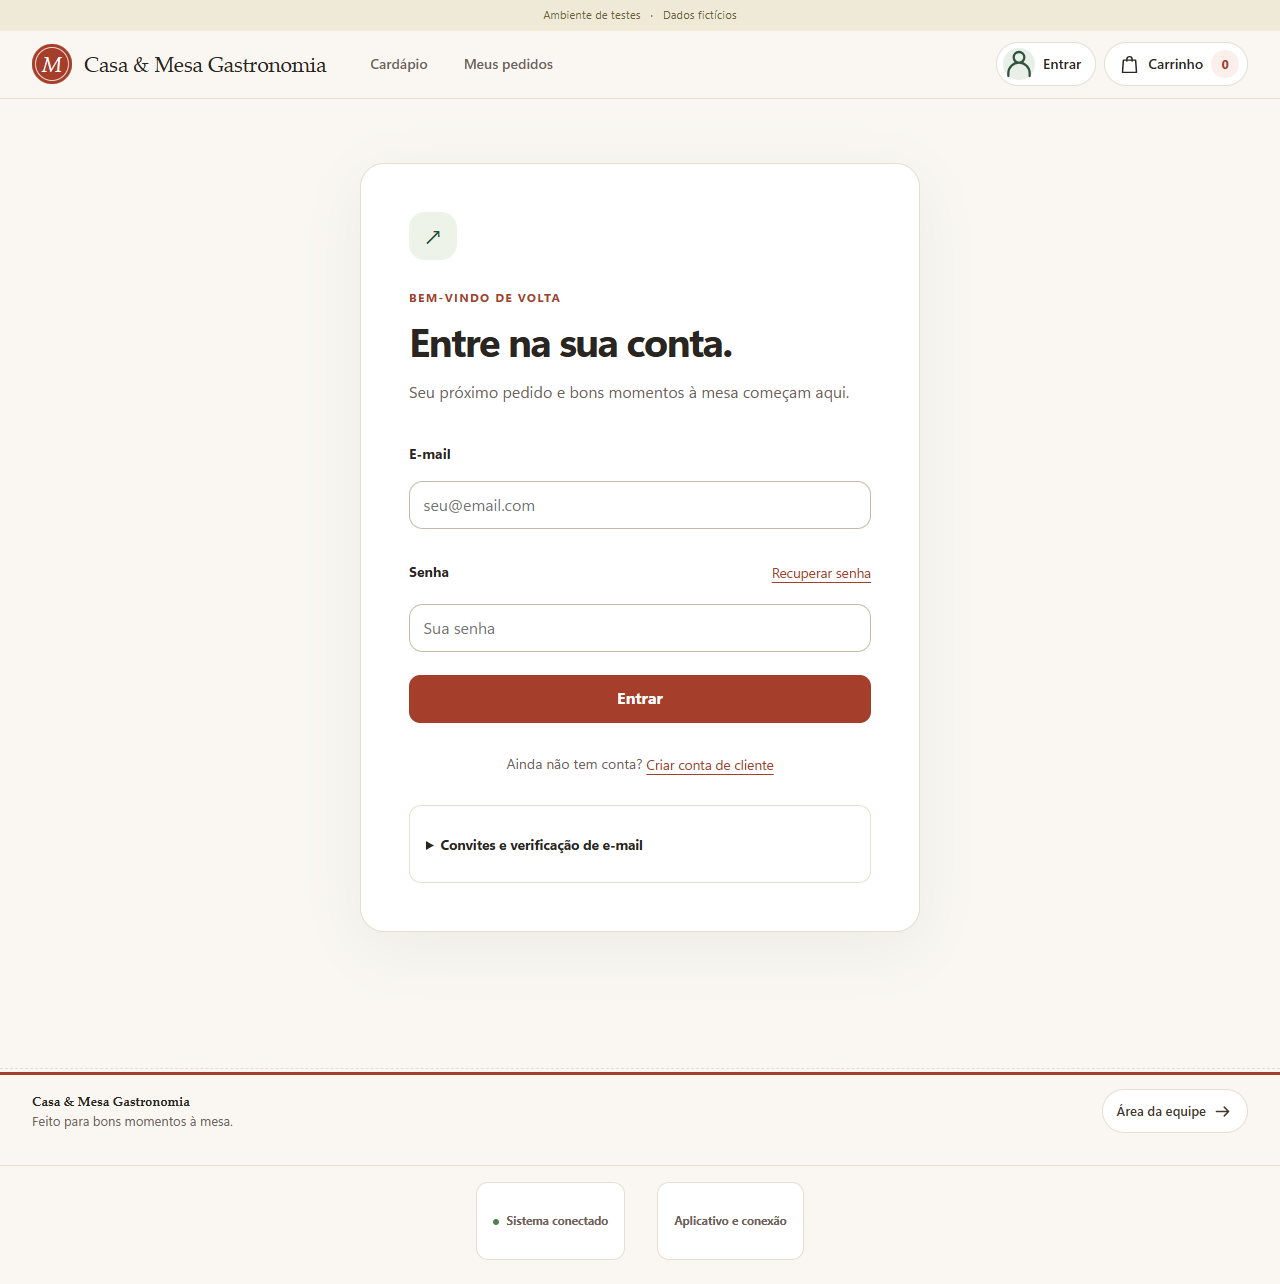 Ambiente de testes · Dados fictícios
M Casa & Mesa Gastronomia Cardápio Meus pedidos Entrar Carrinho 0
BEM-VINDO DE VOLTA
Entre na sua conta.
Seu próximo pedido e bons momentos à mesa começam aqui.
E-mail
seu@email.com
Senha Recuperar senha
Sua senha
Entrar
Ainda não tem conta? Criar conta de cliente
Convites e verificação de e-mail
Casa & Mesa Gastronomia
Feito para bons momentos à mesa.
Área da equipe
Sistema conectado Aplicativo e conexão